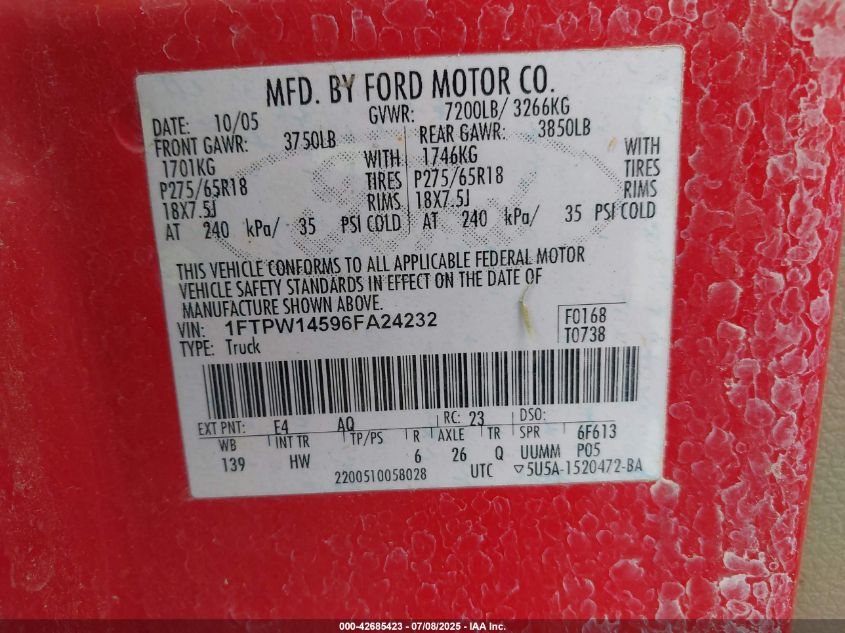 MFD. BY FORD MOTOR CO.
DATE: 10/05 GVWR: 7200LB/ 3266KG
FRONT GAWR: 3750LB REAR GAWR: 3850LB
1701KG WITH 1746KG WITH
P275/65R18 TIRES P275/65R18 TIRES
18X7.5J RIMS 18X7.5J RIMS
AT 240 kPa/ 35 PSI COLD AT 240 kPa/ 35 PSI COLD
THIS VEHICLE CONFORMS TO ALL APPLICABLE FEDERAL MOTOR
VEHICLE SAFETY STANDARDS IN EFFECT ON THE DATE OF
MANUFACTURE SHOWN ABOVE.
VIN: 1FTPW14596FA24232 F0168
TYPE: Truck T0738
EXT PNT: E4 AQ RC: 23 DSO:
WB INT TR TP/PS R AXLE TR SPR 6F613
139 HW 6 26 Q UUMM P05
2200510058028 UTC ▽5U5A-1520472-BA
000-42685423 - 07/08/2025 - IAA Inc.